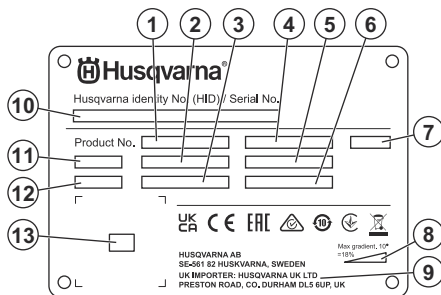 1
2
3
4
5
6
Husqvarna®
Husqvarna identity No. (HID) / Serial No.
10
Product No.
7
11
12
13
UK
CA CE EAC 10
Max gradient, 10°
=18%
8
HUSQVARNA AB
SE-561 82 HUSKVARNA, SWEDEN
9
UK IMPORTER: HUSQVARNA UK LTD
PRESTON ROAD, CO. DURHAM DL5 6UP, UK